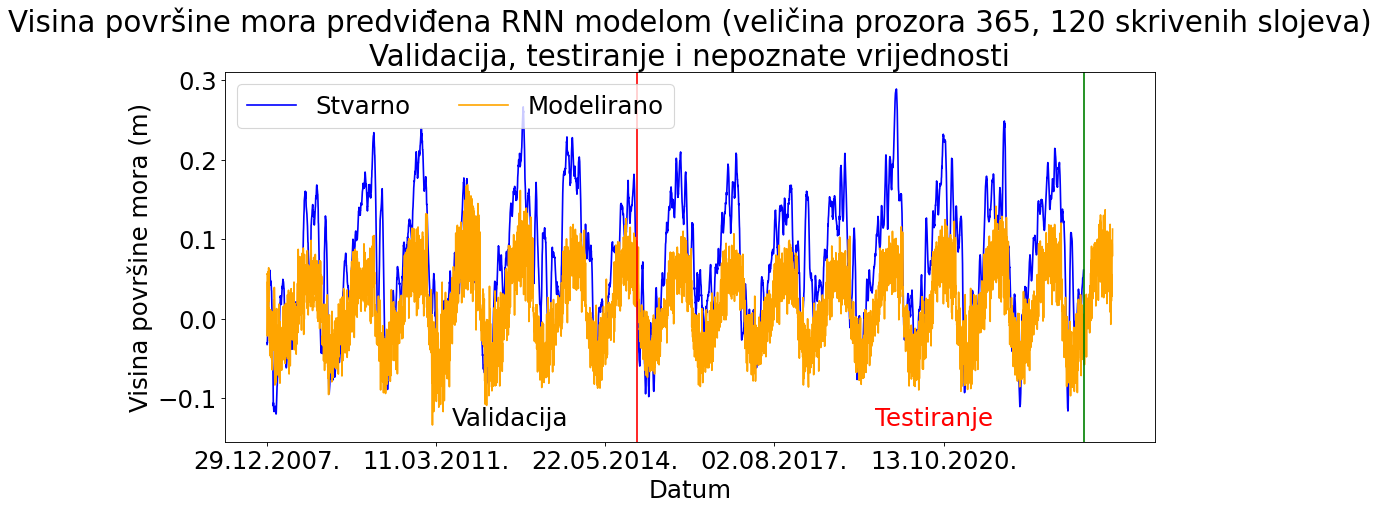 Visina površine mora predviđena RNN modelom (veličina prozora 365, 120 skrivenih slojeva)
Validacija, testiranje i nepoznate vrijednosti
Stvarno
Modelirano
Visina površine mora (m)
0.3
0.2
0.1
0.0
−0.1
Validacija
Testiranje
29.12.2007.
11.03.2011.
22.05.2014.
02.08.2017.
13.10.2020.
Datum